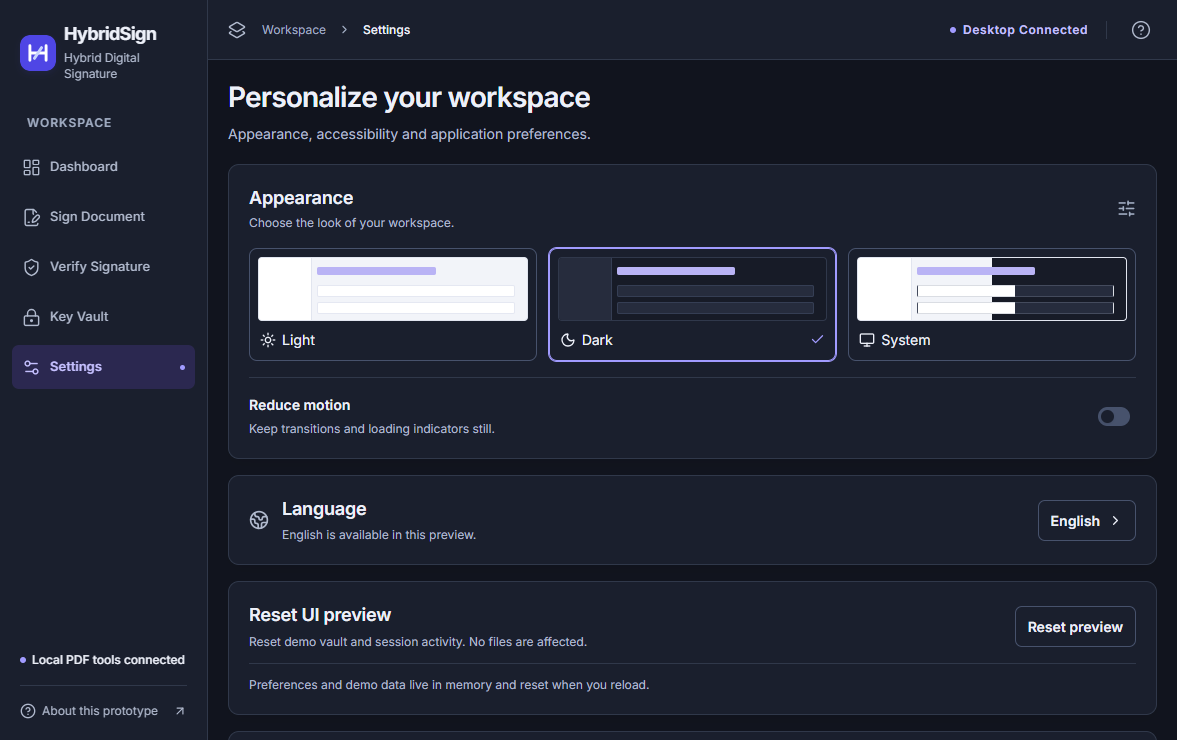 HybridSign
Hybrid Digital
Signature
WORKSPACE
Dashboard
Sign Document
Verify Signature
Key Vault
Settings
Local PDF tools connected
About this prototype
Workspace > Settings
Desktop Connected
Personalize your workspace
Appearance, accessibility and application preferences.
Appearance
Choose the look of your workspace.
Light
Dark
System
Reduce motion
Keep transitions and loading indicators still.
Language
English is available in this preview.
English
Reset UI preview
Reset demo vault and session activity. No files are affected.
Reset preview
Preferences and demo data live in memory and reset when you reload.